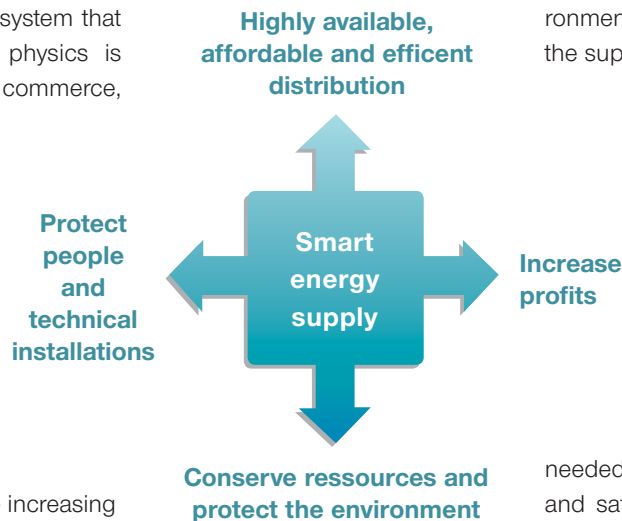 system that
physics is
commerce,
Highly available,
affordable and efficent
distribution
the sup
Protect
people
and
technical
installations
Smart
energy
supply
Increase
profits
increasing
Conserve ressources and
protect the environment
needed
and sa